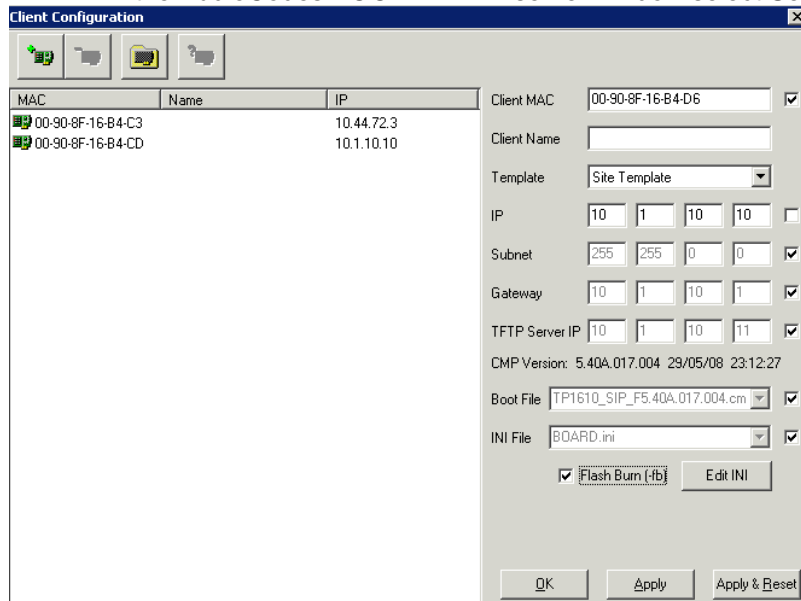 Client Configuration
MAC Name IP
00-90-8F-16-B4-C3 10.44.72.3
00-90-8F-16-B4-CD 10.1.10.10
Client MAC 00-90-8F-16-B4-D6
Client Name
Template Site Template
IP 10 1 10 10
Subnet 255 255 0 0
Gateway 10 1 10 1
TFTP Server IP 10 1 10 11
CMP Version: 5.40A.017.004 29/05/08 23:12:27
Boot File TP1610_SIP_F5.40A.017.004.cm
INI File BOARD.ini
Flash Burn (-fb) Edit INI
OK Apply Apply & Reset